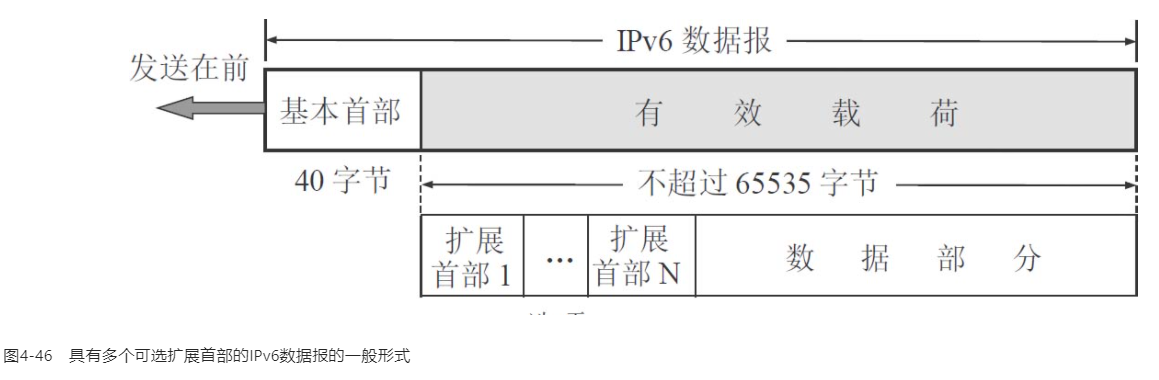 IPv6 数据报
发送在前
基本首部
有效载荷
40 字节
不超过 65535 字节
扩展
首部 1
...
扩展
首部 N
数据部分
图4-46 具有多个可选扩展首部的IPv6数据报的一般形式